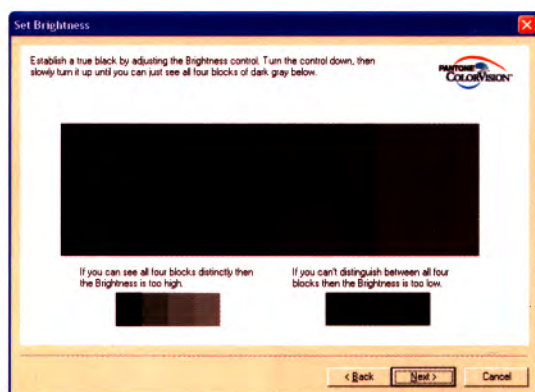 Set Brightness
Establish a true black by adjusting the Brightness control. Turn the control down, then
slowly turn it up until you can just see all four blocks of dark gray below.
PANTONE
COLORVISION™
If you can see all four blocks distinctly then
the Brightness is too high.
If you can't distinguish between all four
blocks then the Brightness is too low.
< Back
Next >
Cancel